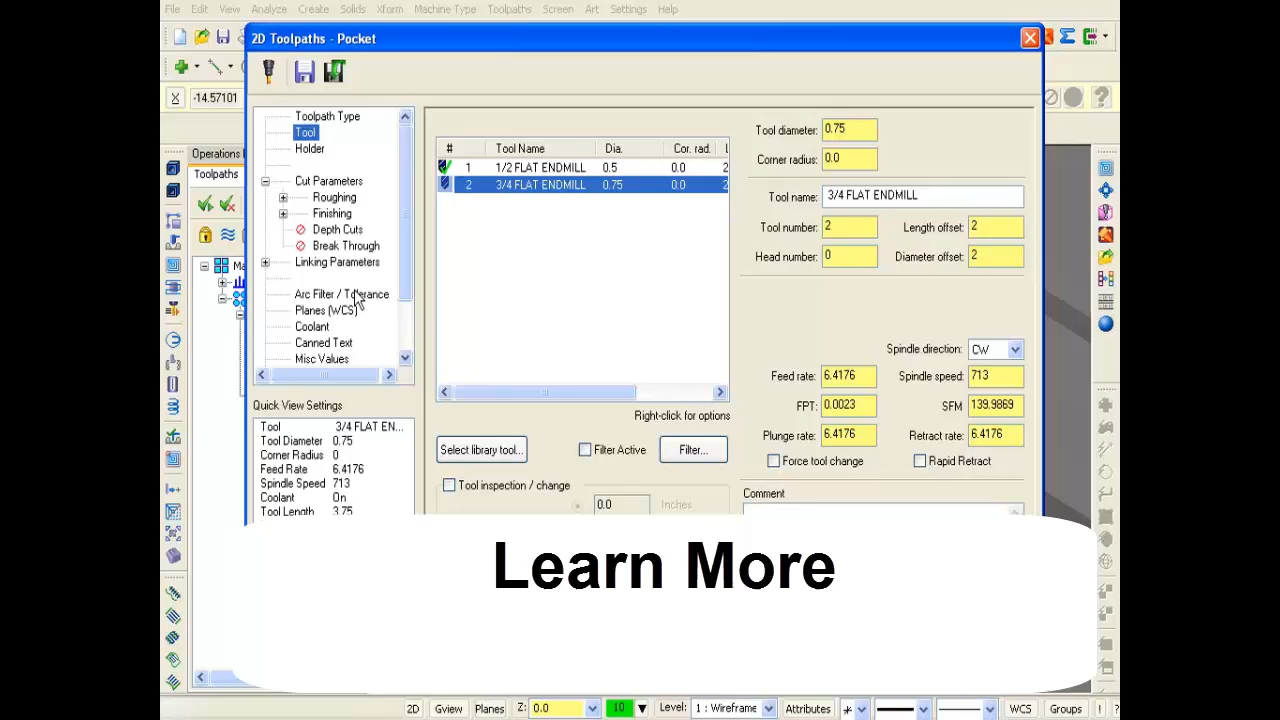 File Edit View Analyze Create Solids Xform Machine Type Toolpaths Screen Art Settings Help
2D Toolpaths - Pocket
X -14.57101
Operations
Toolpaths
Toolpath Type
Tool
Holder
Cut Parameters
Roughing
Finishing
Depth Cuts
Break Through
Linking Parameters
Arc Filter / Tolerance
Planes (WCS)
Coolant
Canned Text
Misc Values
# Tool Name Dia. Cor. rad.
1 1/2 FLAT ENDMILL 0.5 0.0 2
2 3/4 FLAT ENDMILL 0.75 0.0 2
Right-click for options
Select library tool...
Filter Active
Filter...
Tool inspection / change
0.0 Inches
Tool diameter: 0.75
Corner radius: 0.0
Tool name: 3/4 FLAT ENDMILL
Tool number: 2 Length offset: 2
Head number: 0 Diameter offset: 2
Spindle direction: CW
Feed rate: 6.4176 Spindle speed: 713
FPT: 0.0023 SFM 139.9869
Plunge rate: 6.4176 Retract rate: 6.4176
Force tool change Rapid Retract
Comment
Quick View Settings
Tool 3/4 FLAT EN...
Tool Diameter 0.75
Corner Radius 0
Feed Rate 6.4176
Spindle Speed 713
Coolant On
Tool Length 3.75
Learn More
Gview Planes Z: 0.0 10 Level: 1 : Wireframe Attributes WCS Groups ! ?